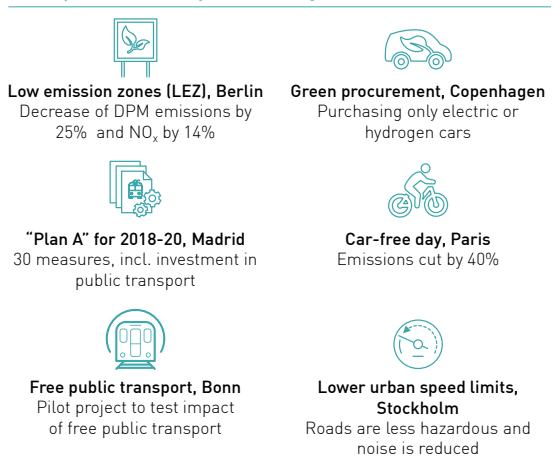 Low emission zones (LEZ), Berlin
Decrease of DPM emissions by
25% and NOₓ by 14%
Green procurement, Copenhagen
Purchasing only electric or
hydrogen cars
“Plan A” for 2018-20, Madrid
30 measures, incl. investment in
public transport
Car-free day, Paris
Emissions cut by 40%
Free public transport, Bonn
Pilot project to test impact
of free public transport
Lower urban speed limits,
Stockholm
Roads are less hazardous and
noise is reduced